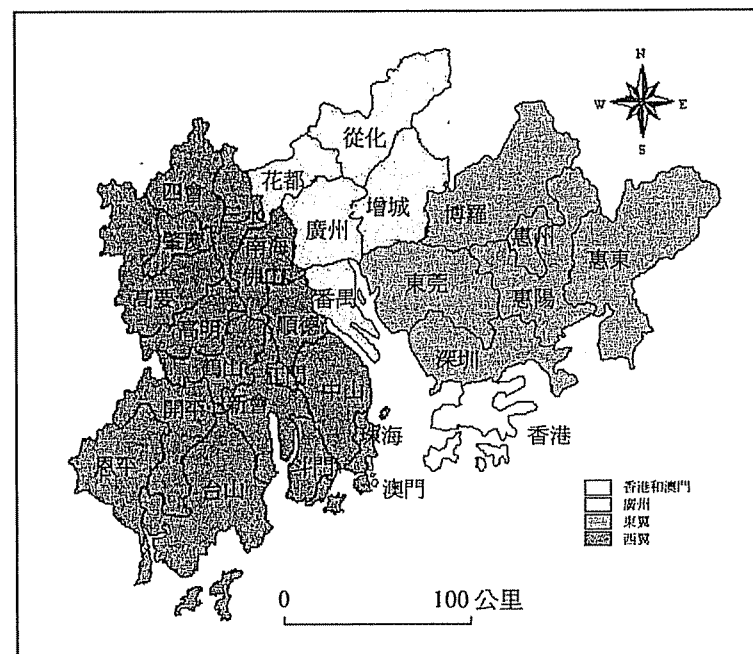 N
W E
S
從化
花都
增城
四會
廣州
博羅
惠州
肇慶
南海
惠東
佛山
東莞
番禺
惠陽
高要
順德
高明
深圳
鶴山
江門
中山
開平
新會
珠海
香港
恩平
斗門
台山
澳門
香港和澳門
廣州
東翼
西翼
0 100 公里